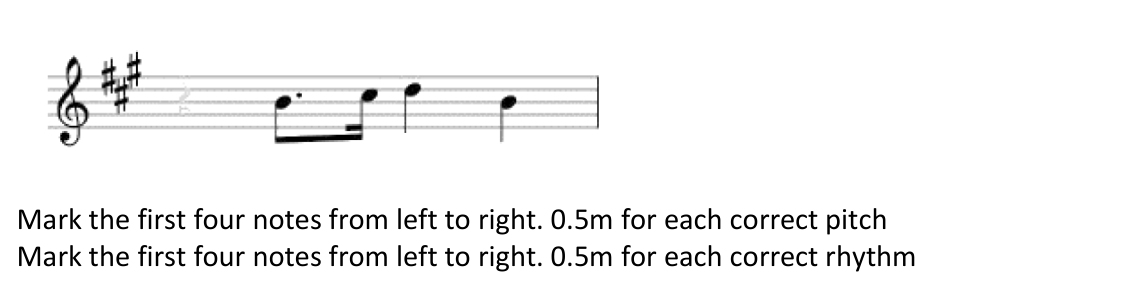 Mark the first four notes from left to right. 0.5m for each correct pitch
Mark the first four notes from left to right. 0.5m for each correct rhythm